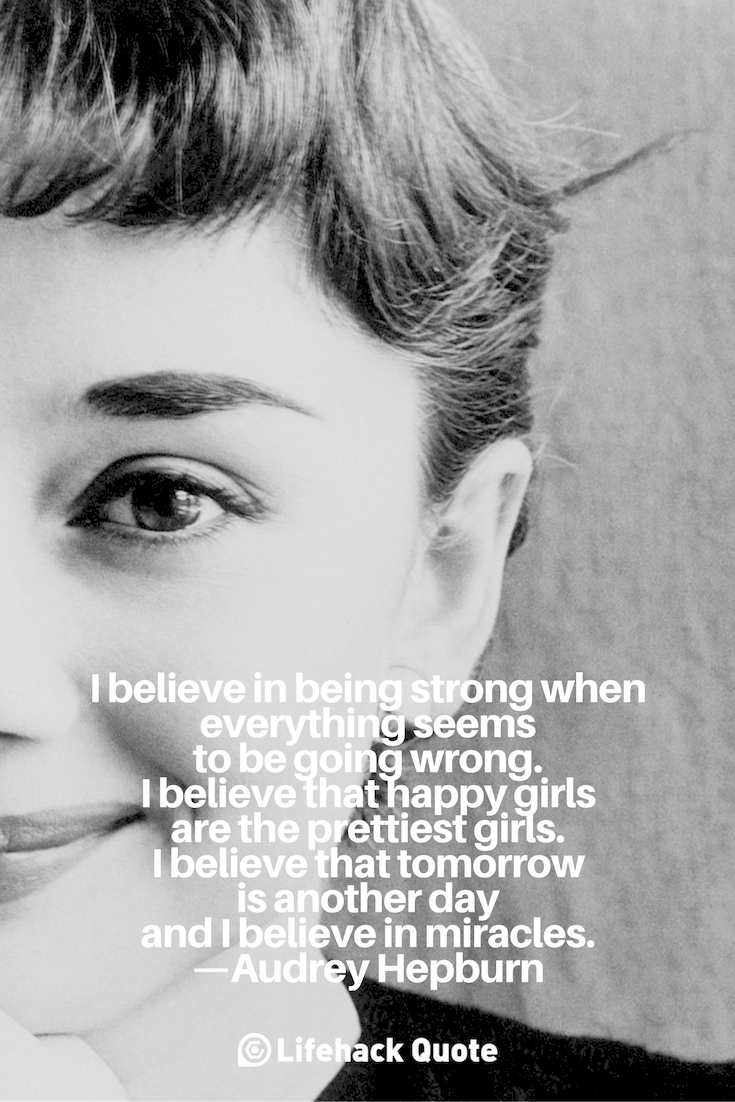 I believe in being strong when
everything seems
to be going wrong.
I believe that happy girls
are the prettiest girls.
I believe that tomorrow
is another day
and I believe in miracles.
—Audrey Hepburn
Lifehack Quote